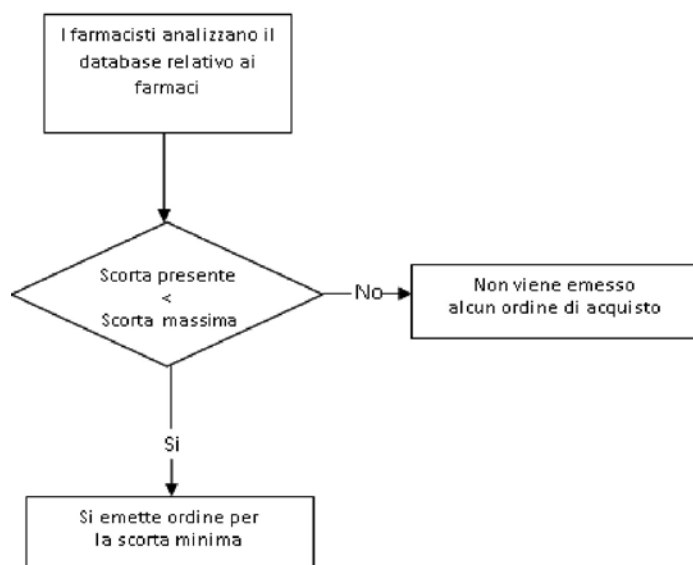 I farmacisti analizzano il
database relativo ai
farmaci
Scorta presente
<
Scorta massima
No
Non viene emesso
alcun ordine di acquisto
Si
Si emette ordine per
la scorta minima